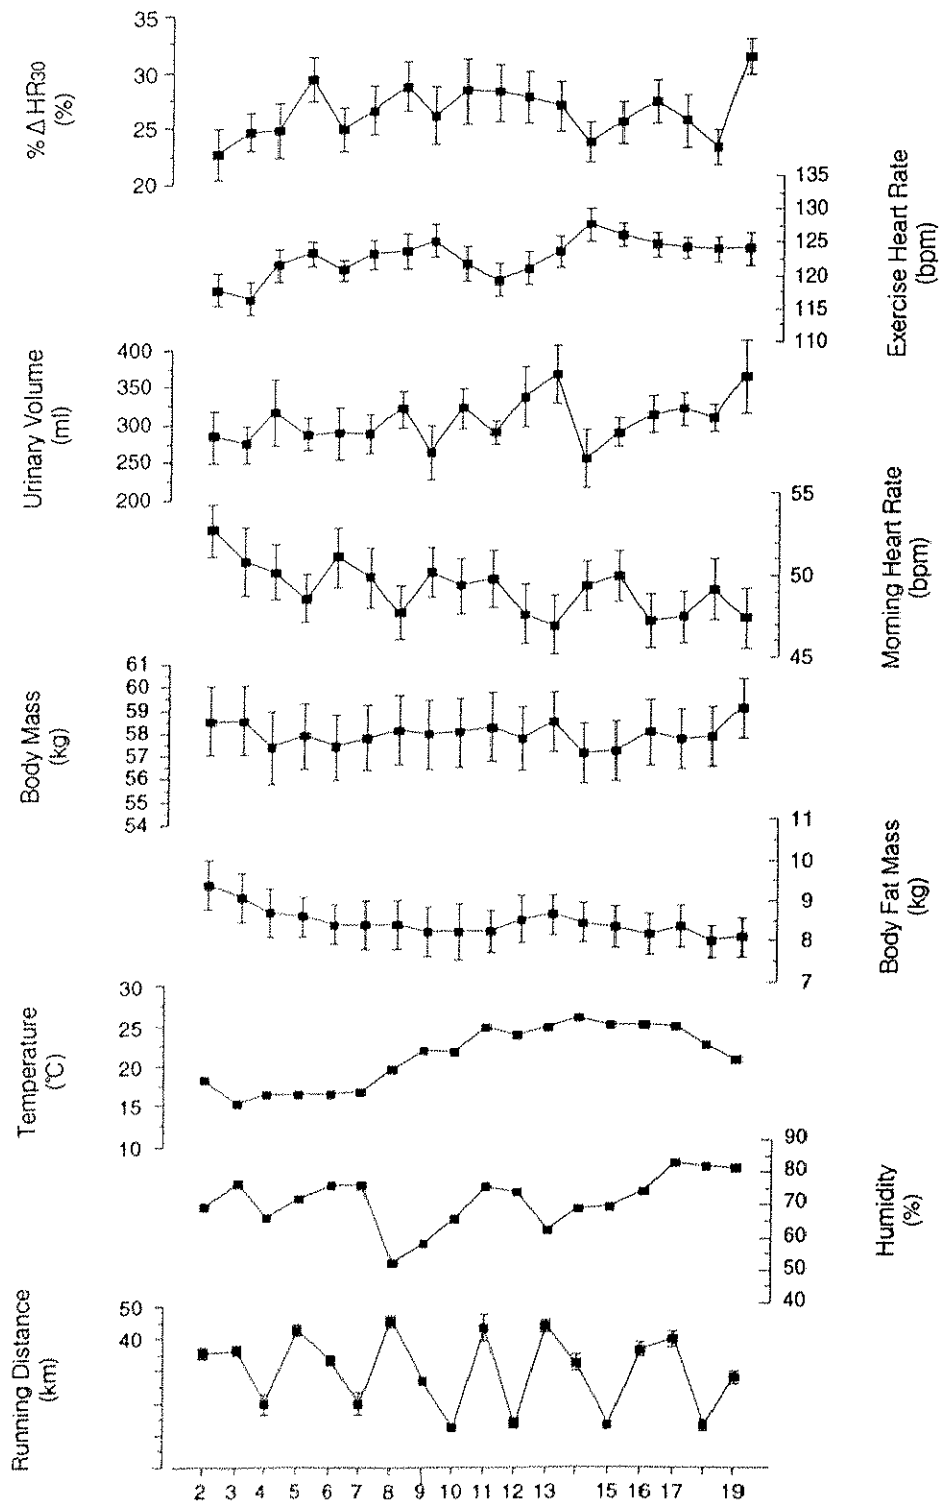 % Δ HR30
(%)
35
30
25
20
Exercise Heart Rate
(bpm)
135
130
125
120
115
110
Urinary Volume
(ml)
400
350
300
250
200
Morning Heart Rate
(bpm)
55
50
45
Body Mass
(kg)
61
60
59
58
57
56
55
54
Body Fat Mass
(kg)
11
10
9
8
7
Temperature
(℃)
30
25
20
15
10
Humidity
(%)
90
80
70
60
50
40
Running Distance
(km)
50
40
2 3 4 5 6 7 8 9 10 11 12 13 15 16 17 19